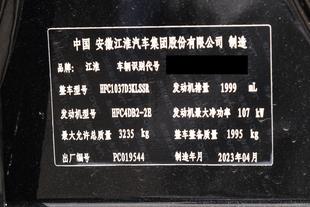 中国 安徽江淮汽车集团股份有限公司 制造
品牌: 江淮 车辆识别代号
整车型号 HFC1037D3KLSSR 发动机排量 1999 mL
发动机型号 HFC4DB2-2E 发动机最大净功率 107 kW
最大允许总质量 3235 kg 整车整备质量 1995 kg
出厂编号 PC019544 制造年月 2023年04月